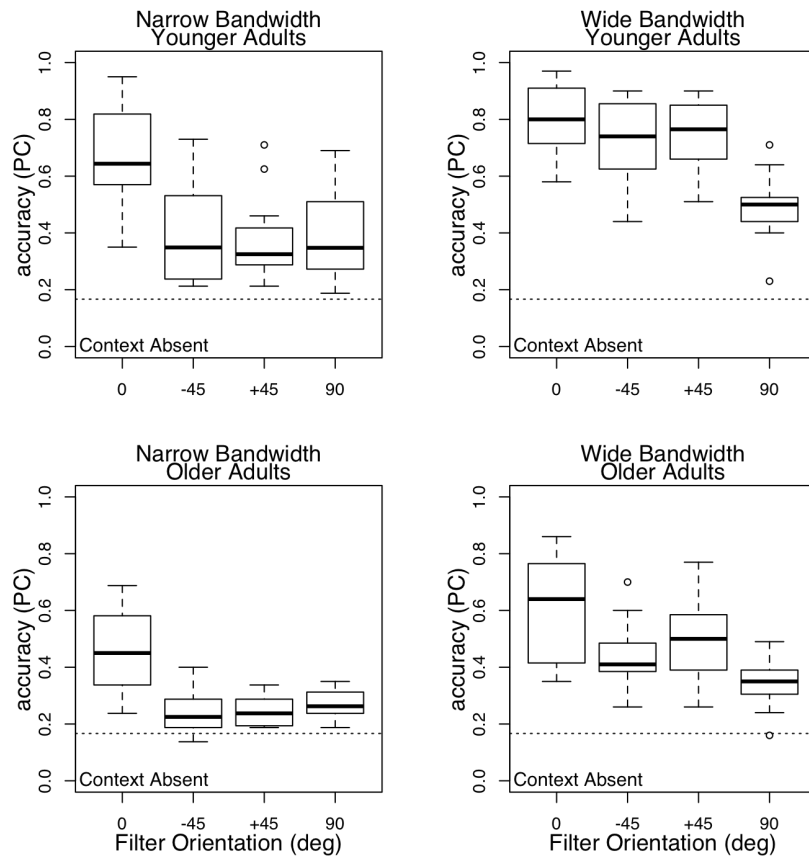 Narrow Bandwidth
Younger Adults
accuracy (PC)
1.0
0.8
0.6
0.4
0.2
0.0
Context Absent
0 -45 +45 90
Wide Bandwidth
Younger Adults
accuracy (PC)
1.0
0.8
0.6
0.4
0.2
0.0
Context Absent
0 -45 +45 90
Narrow Bandwidth
Older Adults
accuracy (PC)
1.0
0.8
0.6
0.4
0.2
0.0
Context Absent
0 -45 +45 90
Filter Orientation (deg)
Wide Bandwidth
Older Adults
accuracy (PC)
1.0
0.8
0.6
0.4
0.2
0.0
Context Absent
0 -45 +45 90
Filter Orientation (deg)